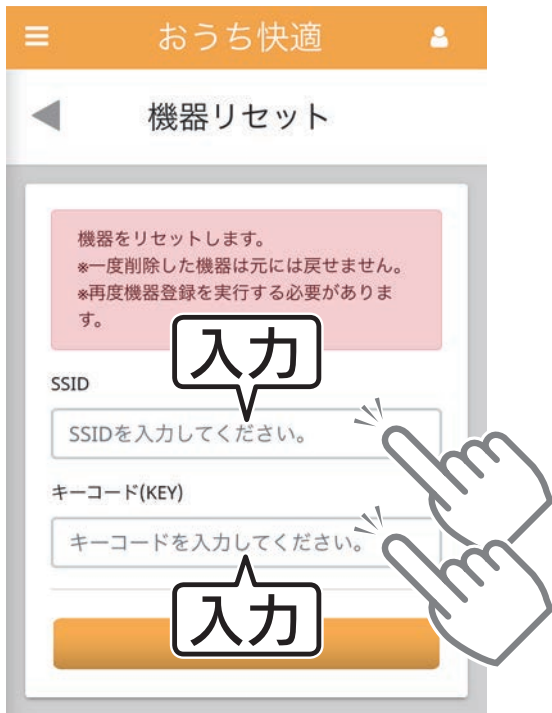 おうち快適
機器リセット
機器をリセットします。
※一度削除した機器は元には戻せません。
※再度機器登録を実行する必要がありま
す。
入力
SSID
SSIDを入力してください。
キーコード(KEY)
キーコードを入力してください。
入力